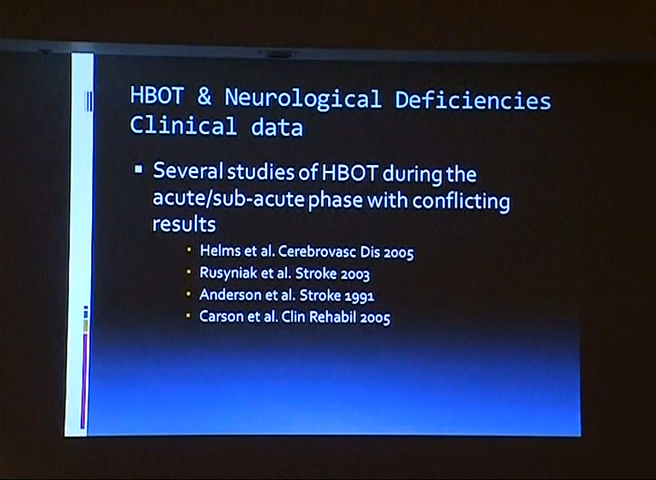 HBOT & Neurological Deficiencies
Clinical data
Several studies of HBOT during the
acute/sub-acute phase with conflicting
results
Helms et al. Cerebrovasc Dis 2005
Rusyniak et al. Stroke 2003
Anderson et al. Stroke 1991
Carson et al. Clin Rehabil 2005